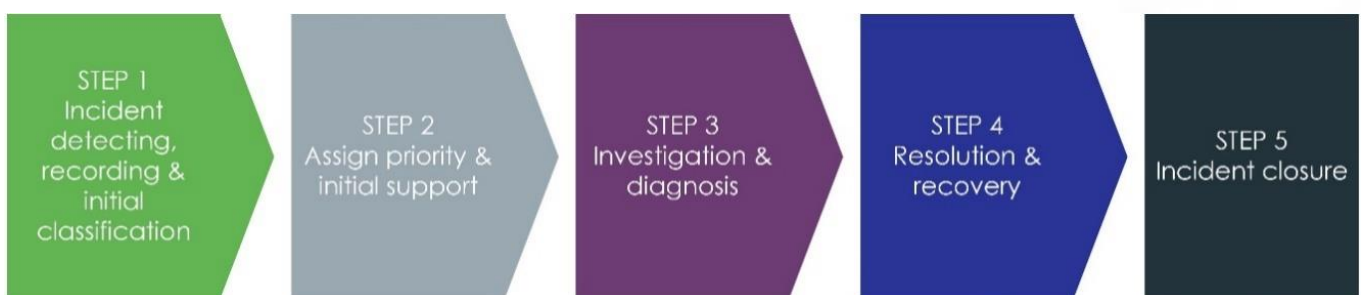 STEP 1
Incident
detecting,
recording &
initial
classification
STEP 2
Assign priority &
initial support
STEP 3
Investigation &
diagnosis
STEP 4
Resolution &
recovery
STEP 5
Incident closure